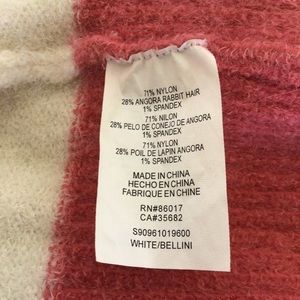 71% NYLON
28% ANGORA RABBIT HAIR
1% SPANDEX
71% NILON
28% PELO DE CONEJO DE ANGORA
1% SPANDEX
71% NYLON
28% POIL DE LAPIN ANGORA
1% SPANDEX
MADE IN CHINA
HECHO EN CHINA
FABRIQUE EN CHINE
RN#86017
CA#35682
S90961019600
WHITE/BELLINI